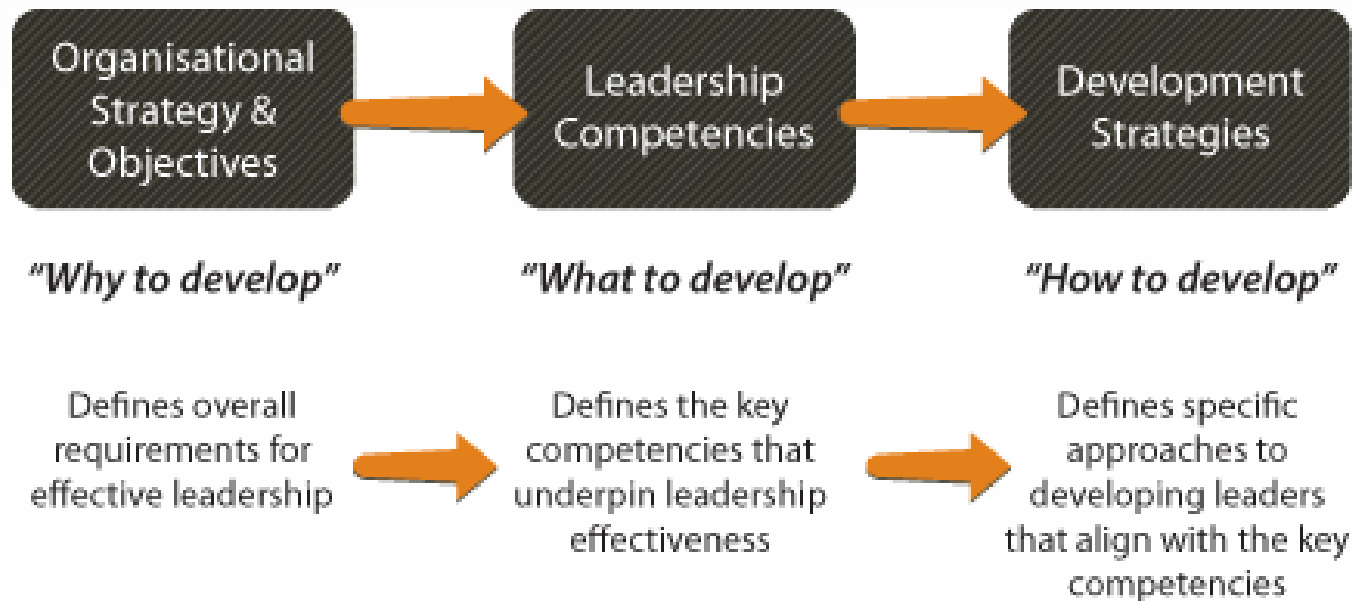 Organisational
Strategy &
Objectives
Leadership
Competencies
Development
Strategies
“Why to develop”
“What to develop”
“How to develop”
Defines overall
requirements for
effective leadership
Defines the key
competencies that
underpin leadership
effectiveness
Defines specific
approaches to
developing leaders
that align with the key
competencies